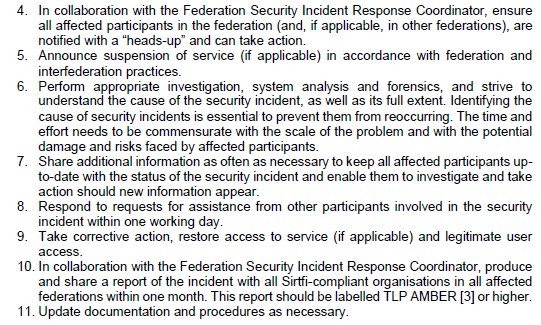 4. In collaboration with the Federation Security Incident Response Coordinator, ensure
all affected participants in the federation (and, if applicable, in other federations), are
notified with a “heads-up” and can take action.
5. Announce suspension of service (if applicable) in accordance with federation and
interfederation practices.
6. Perform appropriate investigation, system analysis and forensics, and strive to
understand the cause of the security incident, as well as its full extent. Identifying the
cause of security incidents is essential to prevent them from reoccurring. The time and
effort needs to be commensurate with the scale of the problem and with the potential
damage and risks faced by affected participants.
7. Share additional information as often as necessary to keep all affected participants up-
to-date with the status of the security incident and enable them to investigate and take
action should new information appear.
8. Respond to requests for assistance from other participants involved in the security
incident within one working day.
9. Take corrective action, restore access to service (if applicable) and legitimate user
access.
10. In collaboration with the Federation Security Incident Response Coordinator, produce
and share a report of the incident with all Sirtfi-compliant organisations in all affected
federations within one month. This report should be labelled TLP AMBER [3] or higher.
11. Update documentation and procedures as necessary.